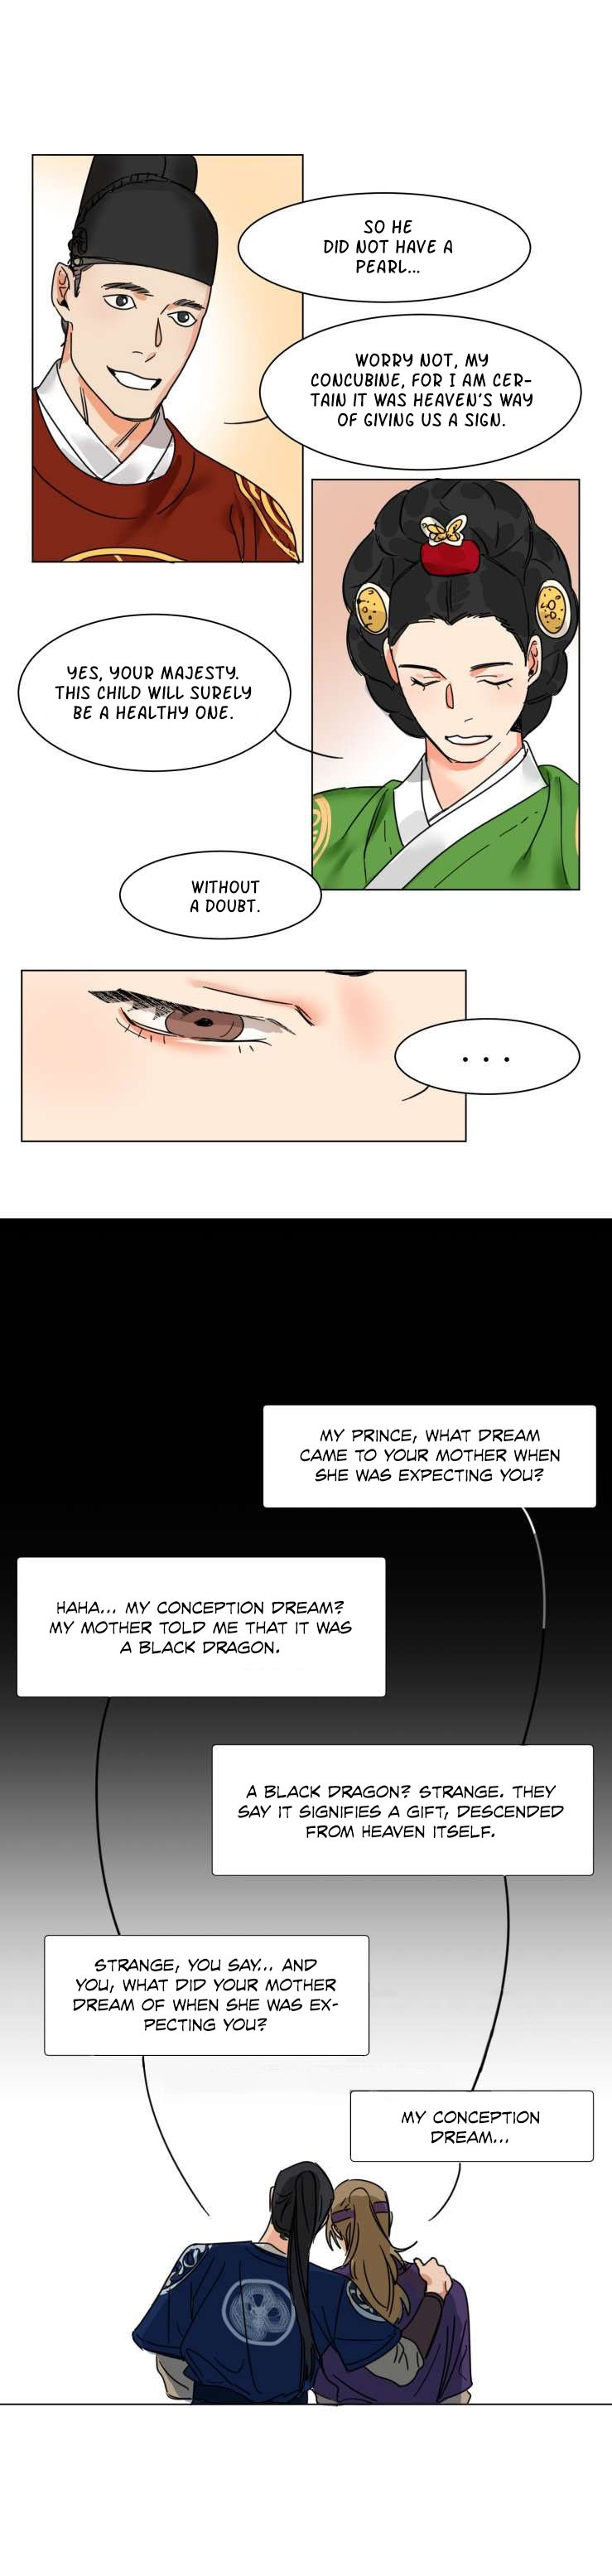 SO HE
DID NOT HAVE A
PEARL...
WORRY NOT, MY
CONCUBINE, FOR I AM CER-
TAIN IT WAS HEAVEN'S WAY
OF GIVING US A SIGN.
YES, YOUR MAJESTY.
THIS CHILD WILL SURELY
BE A HEALTHY ONE.
WITHOUT
A DOUBT.
...
MY PRINCE, WHAT DREAM
CAME TO YOUR MOTHER WHEN
SHE WAS EXPECTING YOU?
HAHA... MY CONCEPTION DREAM?
MY MOTHER TOLD ME THAT IT WAS
A BLACK DRAGON.
A BLACK DRAGON? STRANGE. THEY
SAY IT SIGNIFIES A GIFT, DESCENDED
FROM HEAVEN ITSELF.
STRANGE, YOU SAY... AND
YOU, WHAT DID YOUR MOTHER
DREAM OF WHEN SHE WAS EX-
PECTING YOU?
MY CONCEPTION
DREAM...